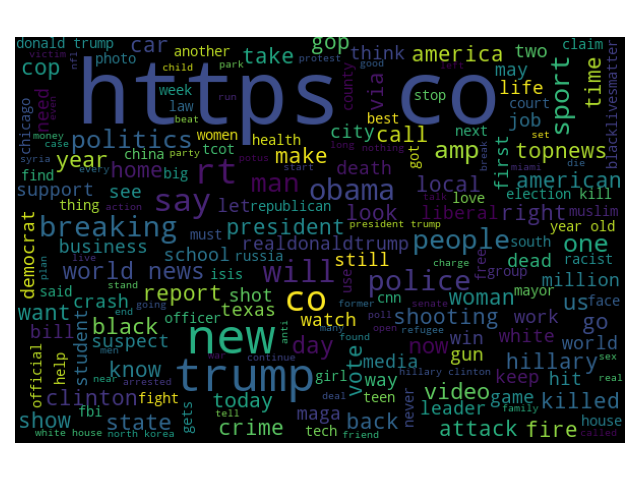 donald trump
car
another
gop
america
two
claim
victim
nfl
photo
child
park
take
think
protest
good
left
cop
https co
via
may
sport
time
chicago
need
event
week
law
run
county
stop
life
court
job
blacklivesmatter
money
case
beat
politics
women
health
city
best
call
next
set
syria
every
party
tcot
potus
long
nothing
got
amp
first
topnews
year
china
make
start
break
miami
die
find
home
big
rt
man
death
local
american
support
see
say
let
republican
obama
talk
election
kill
thing
action
look
love
liberal
right
muslim
breaking
must
president
president trump
year old
democrat
business
school
russia
realdonaldtrump
people
south
one
plan
live
still
charge
free
dead
racist
world news
isis
will
use
police
group
million
said
stand
co
former
cnn
woman
mayor
want
crash
going
report
shot
texas
poll
senate
shooting
us
face
end
officer
new
anti
watch
many
open
work
go
bill
student
black
suspect
day
found
refugee
now
win
white
world
official
men
war
continue
media
gun
hillary
help
near
know
trump
girl
vote
way
hillary clinton
keep
hit
sex
real
clinton
arrested
fight
deal
teen
never
video
game
killed
show
fbi
gets
today
tell
maga
leader
family
house
state
crime
tech
back
attack
fire
called
white house
north korea
friend